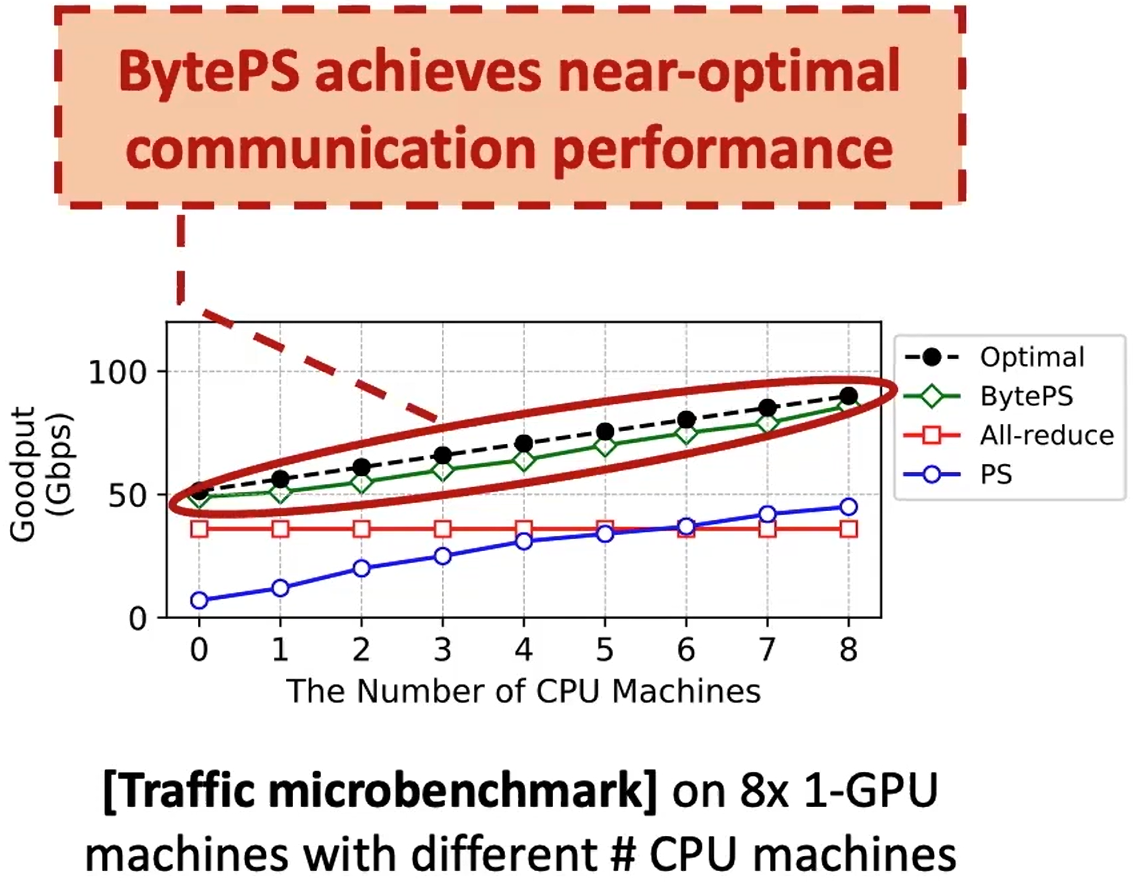 BytePS achieves near-optimal
communication performance
Goodput
(Gbps)
100
50
0
0 1 2 3 4 5 6 7 8
The Number of CPU Machines
Optimal
BytePS
All-reduce
PS
[Traffic microbenchmark] on 8x 1-GPU
machines with different # CPU machines